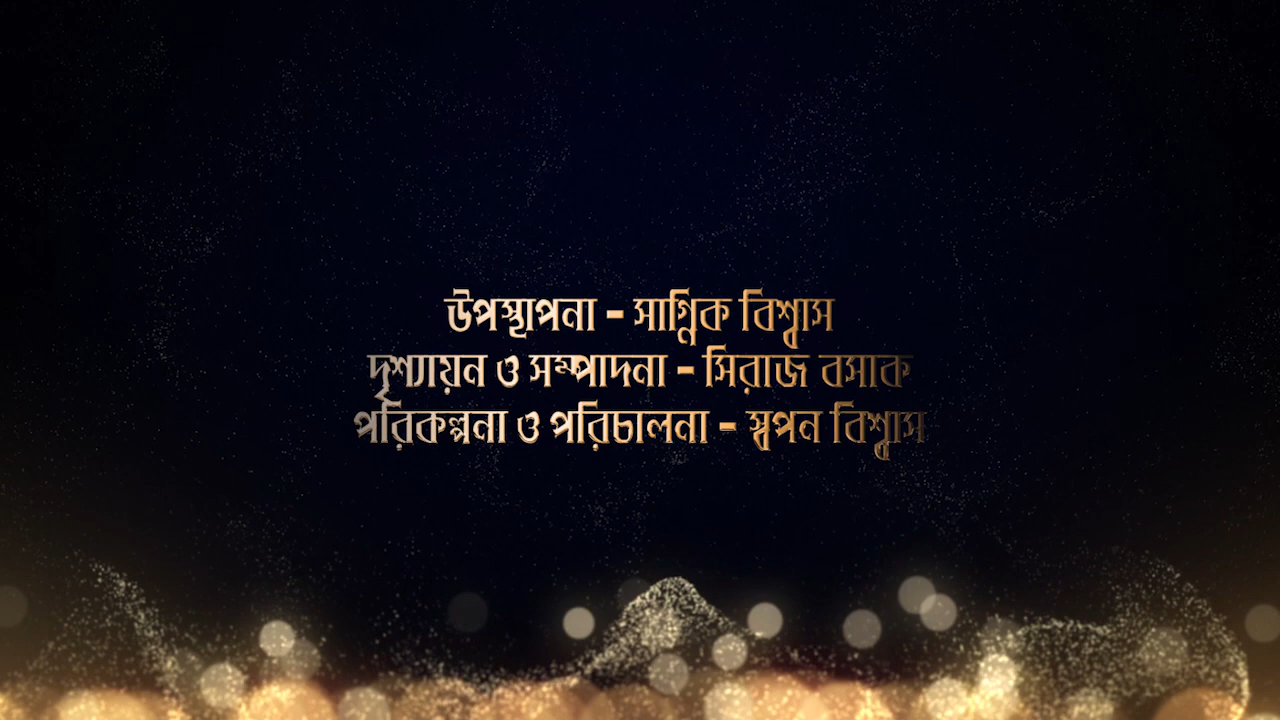 উপস্থাপনা - সাগ্নিক বিশ্বাস
দৃশ্যায়ন ও সম্পাদনা - সিরাজ বসাক
পরিকল্পনা ও পরিচালনা - স্বপন বিশ্বাস